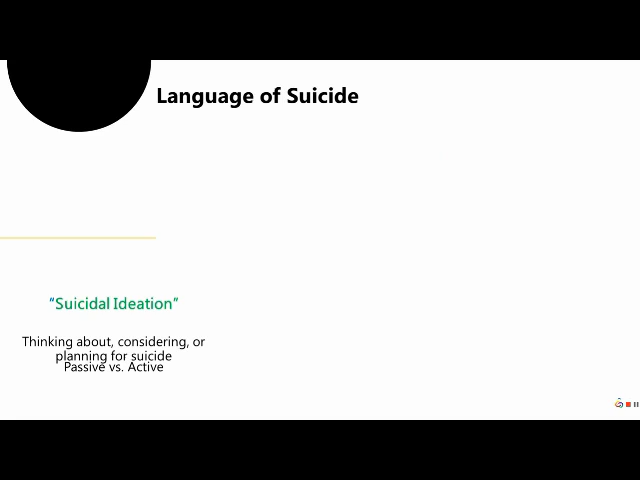 Language of Suicide
“Suicidal Ideation”
Thinking about, considering, or
planning for suicide
Passive vs. Active